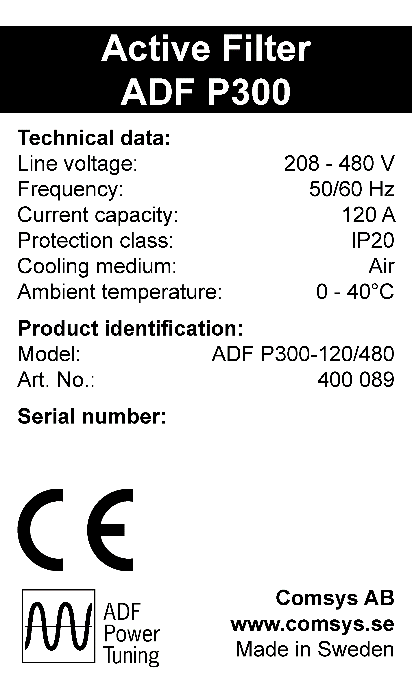 Active Filter
ADF P300
Technical data:
Line voltage: 208 - 480 V
Frequency: 50/60 Hz
Current capacity: 120 A
Protection class: IP20
Cooling medium: Air
Ambient temperature: 0 - 40°C
Product identification:
Model: ADF P300-120/480
Art. No.: 400 089
Serial number:
CE
ADF
Power
Tuning
Comsys AB
www.comsys.se
Made in Sweden